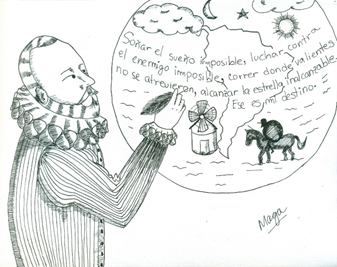 Soñar el sueño imposible, luchar contra
el enemigo imposible, correr donde valientes
no se atrevieron, alcanzar la estrella inalcanzable.
Ese es mi destino.
Maga